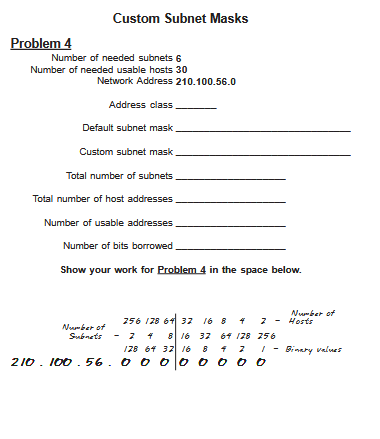 Custom Subnet Masks
Problem 4
Number of needed subnets 6
Number of needed usable hosts 30
Network Address 210.100.56.0
Address class
Default subnet mask
Custom subnet mask
Total number of subnets
Total number of host addresses
Number of usable addresses
Number of bits borrowed
Show your work for Problem 4 in the space below.
256 128 64 32 16 8 4 2 - Number of Hosts
Number of Subnets - 2 4 8 16 32 64 128 256
128 64 32 16 8 4 2 1 - Binary values
210 . 100 . 56 . 0 0 0 0 0 0 0 0